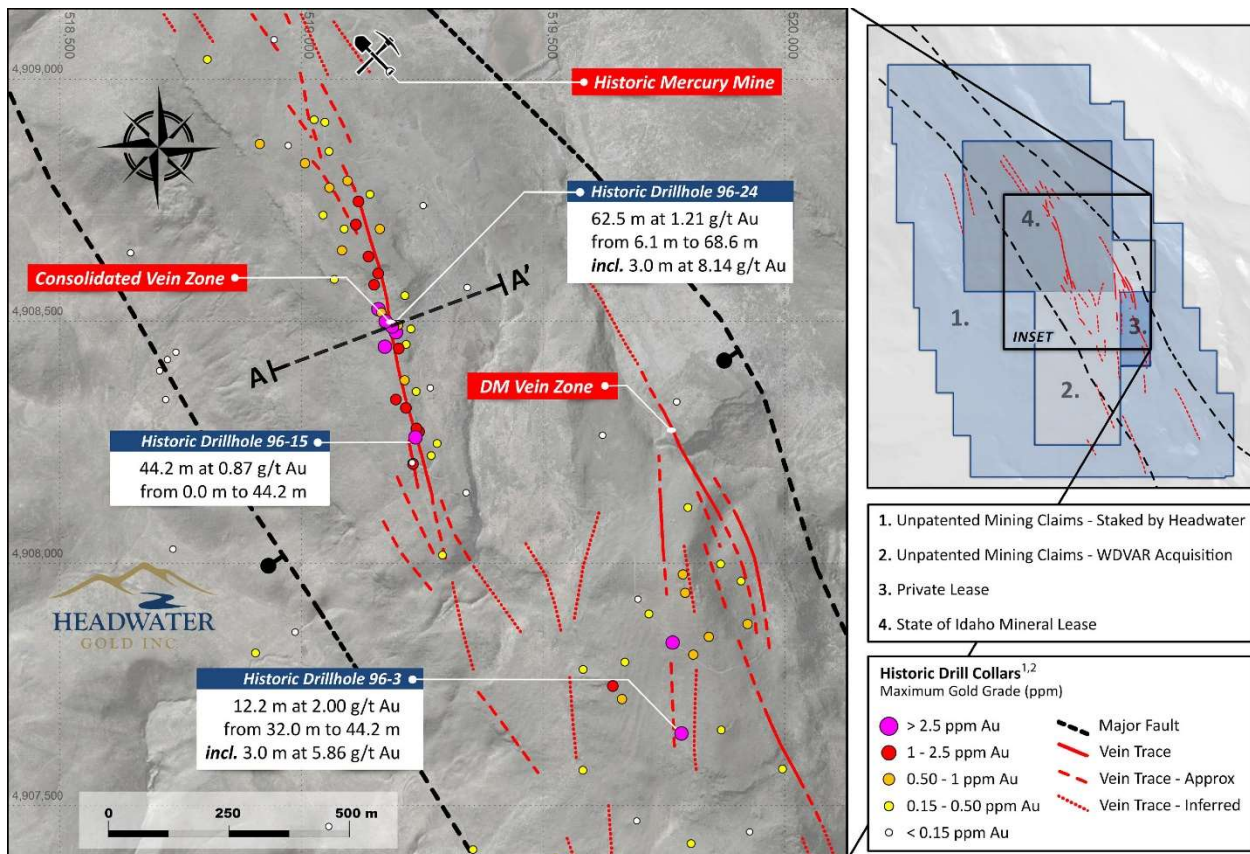 518,500
519,000
519,500
520,000
4,909,000
Historic Mercury Mine
Historic Drillhole 96-24
62.5 m at 1.21 g/t Au
from 6.1 m to 68.6 m
incl. 3.0 m at 8.14 g/t Au
Consolidated Vein Zone
A'
4,908,500
A
DM Vein Zone
Historic Drillhole 96-15
44.2 m at 0.87 g/t Au
from 0.0 m to 44.2 m
4,908,000
HEADWATER
GOLD INC
Historic Drillhole 96-3
12.2 m at 2.00 g/t Au
from 32.0 m to 44.2 m
incl. 3.0 m at 5.86 g/t Au
4,907,500
0 250 500 m
4.
1.
3.
INSET
2.
1. Unpatented Mining Claims - Staked by Headwater
2. Unpatented Mining Claims - WDVAR Acquisition
3. Private Lease
4. State of Idaho Mineral Lease
Historic Drill Collars1,2
Maximum Gold Grade (ppm)
> 2.5 ppm Au
1 - 2.5 ppm Au
0.50 - 1 ppm Au
0.15 - 0.50 ppm Au
< 0.15 ppm Au
Major Fault
Vein Trace
Vein Trace - Approx
Vein Trace - Inferred